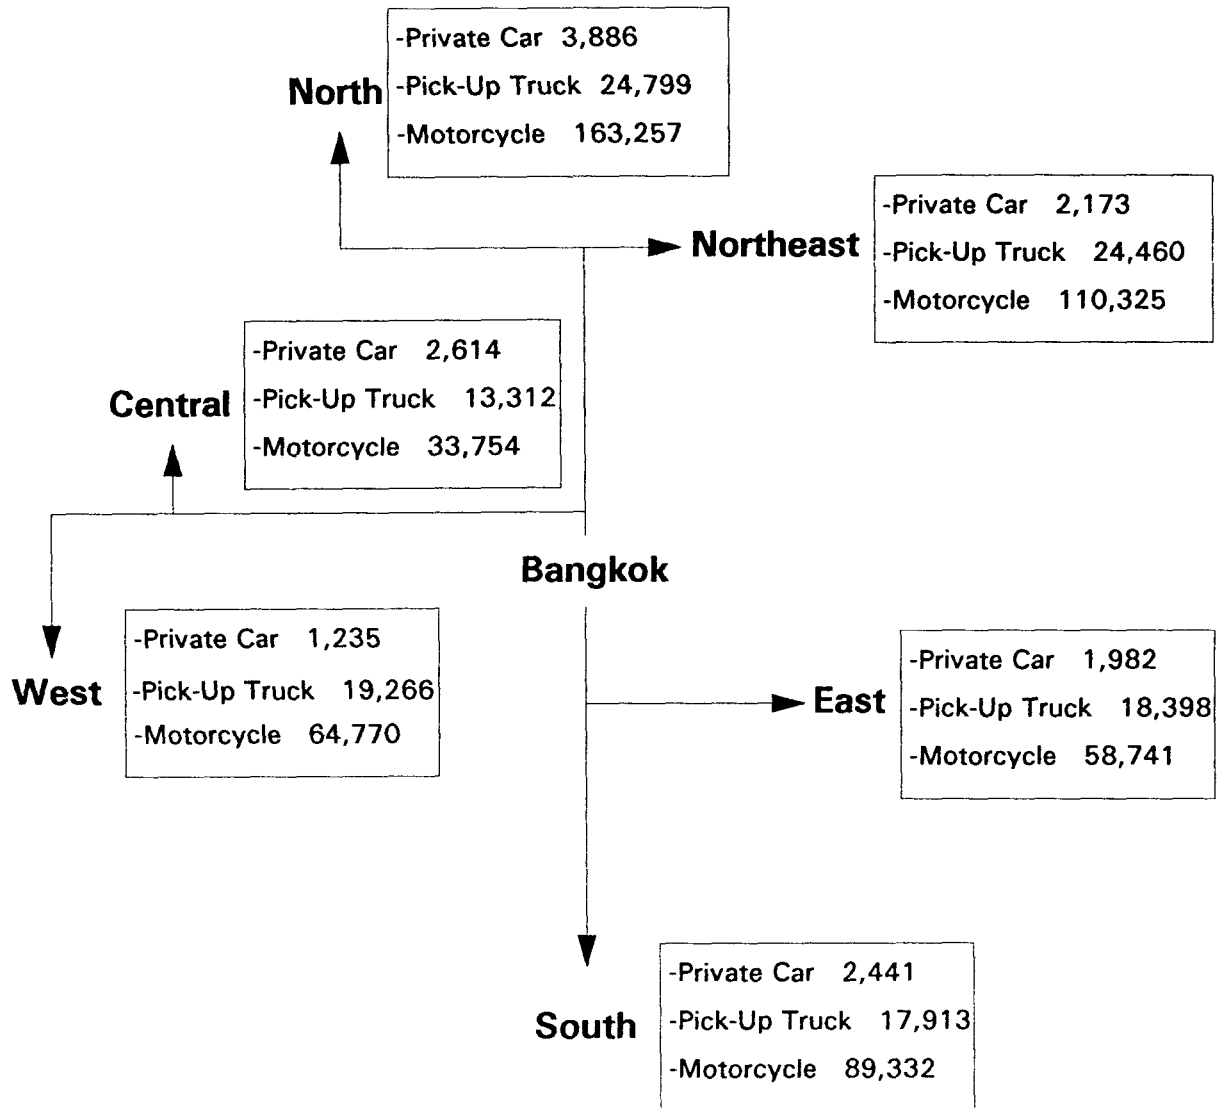 North
-Private Car 3,886
-Pick-Up Truck 24,799
-Motorcycle 163,257
Northeast
-Private Car 2,173
-Pick-Up Truck 24,460
-Motorcycle 110,325
Central
-Private Car 2,614
-Pick-Up Truck 13,312
-Motorcycle 33,754
Bangkok
West
-Private Car 1,235
-Pick-Up Truck 19,266
-Motorcycle 64,770
East
-Private Car 1,982
-Pick-Up Truck 18,398
-Motorcycle 58,741
South
-Private Car 2,441
-Pick-Up Truck 17,913
-Motorcycle 89,332